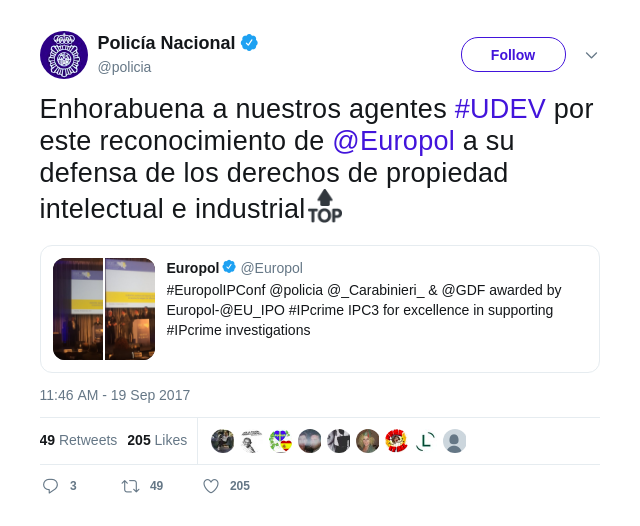 Policía Nacional
@policia
Follow
Enhorabuena a nuestros agentes #UDEV por
este reconocimiento de @Europol a su
defensa de los derechos de propiedad
intelectual e industrial TOP
Europol @Europol
#EuropolIPConf @policia @_Carabinieri_ & @GDF awarded by
Europol-@EU_IPO #IPcrime IPC3 for excellence in supporting
#IPcrime investigations
11:46 AM - 19 Sep 2017
49 Retweets 205 Likes
3 49 205